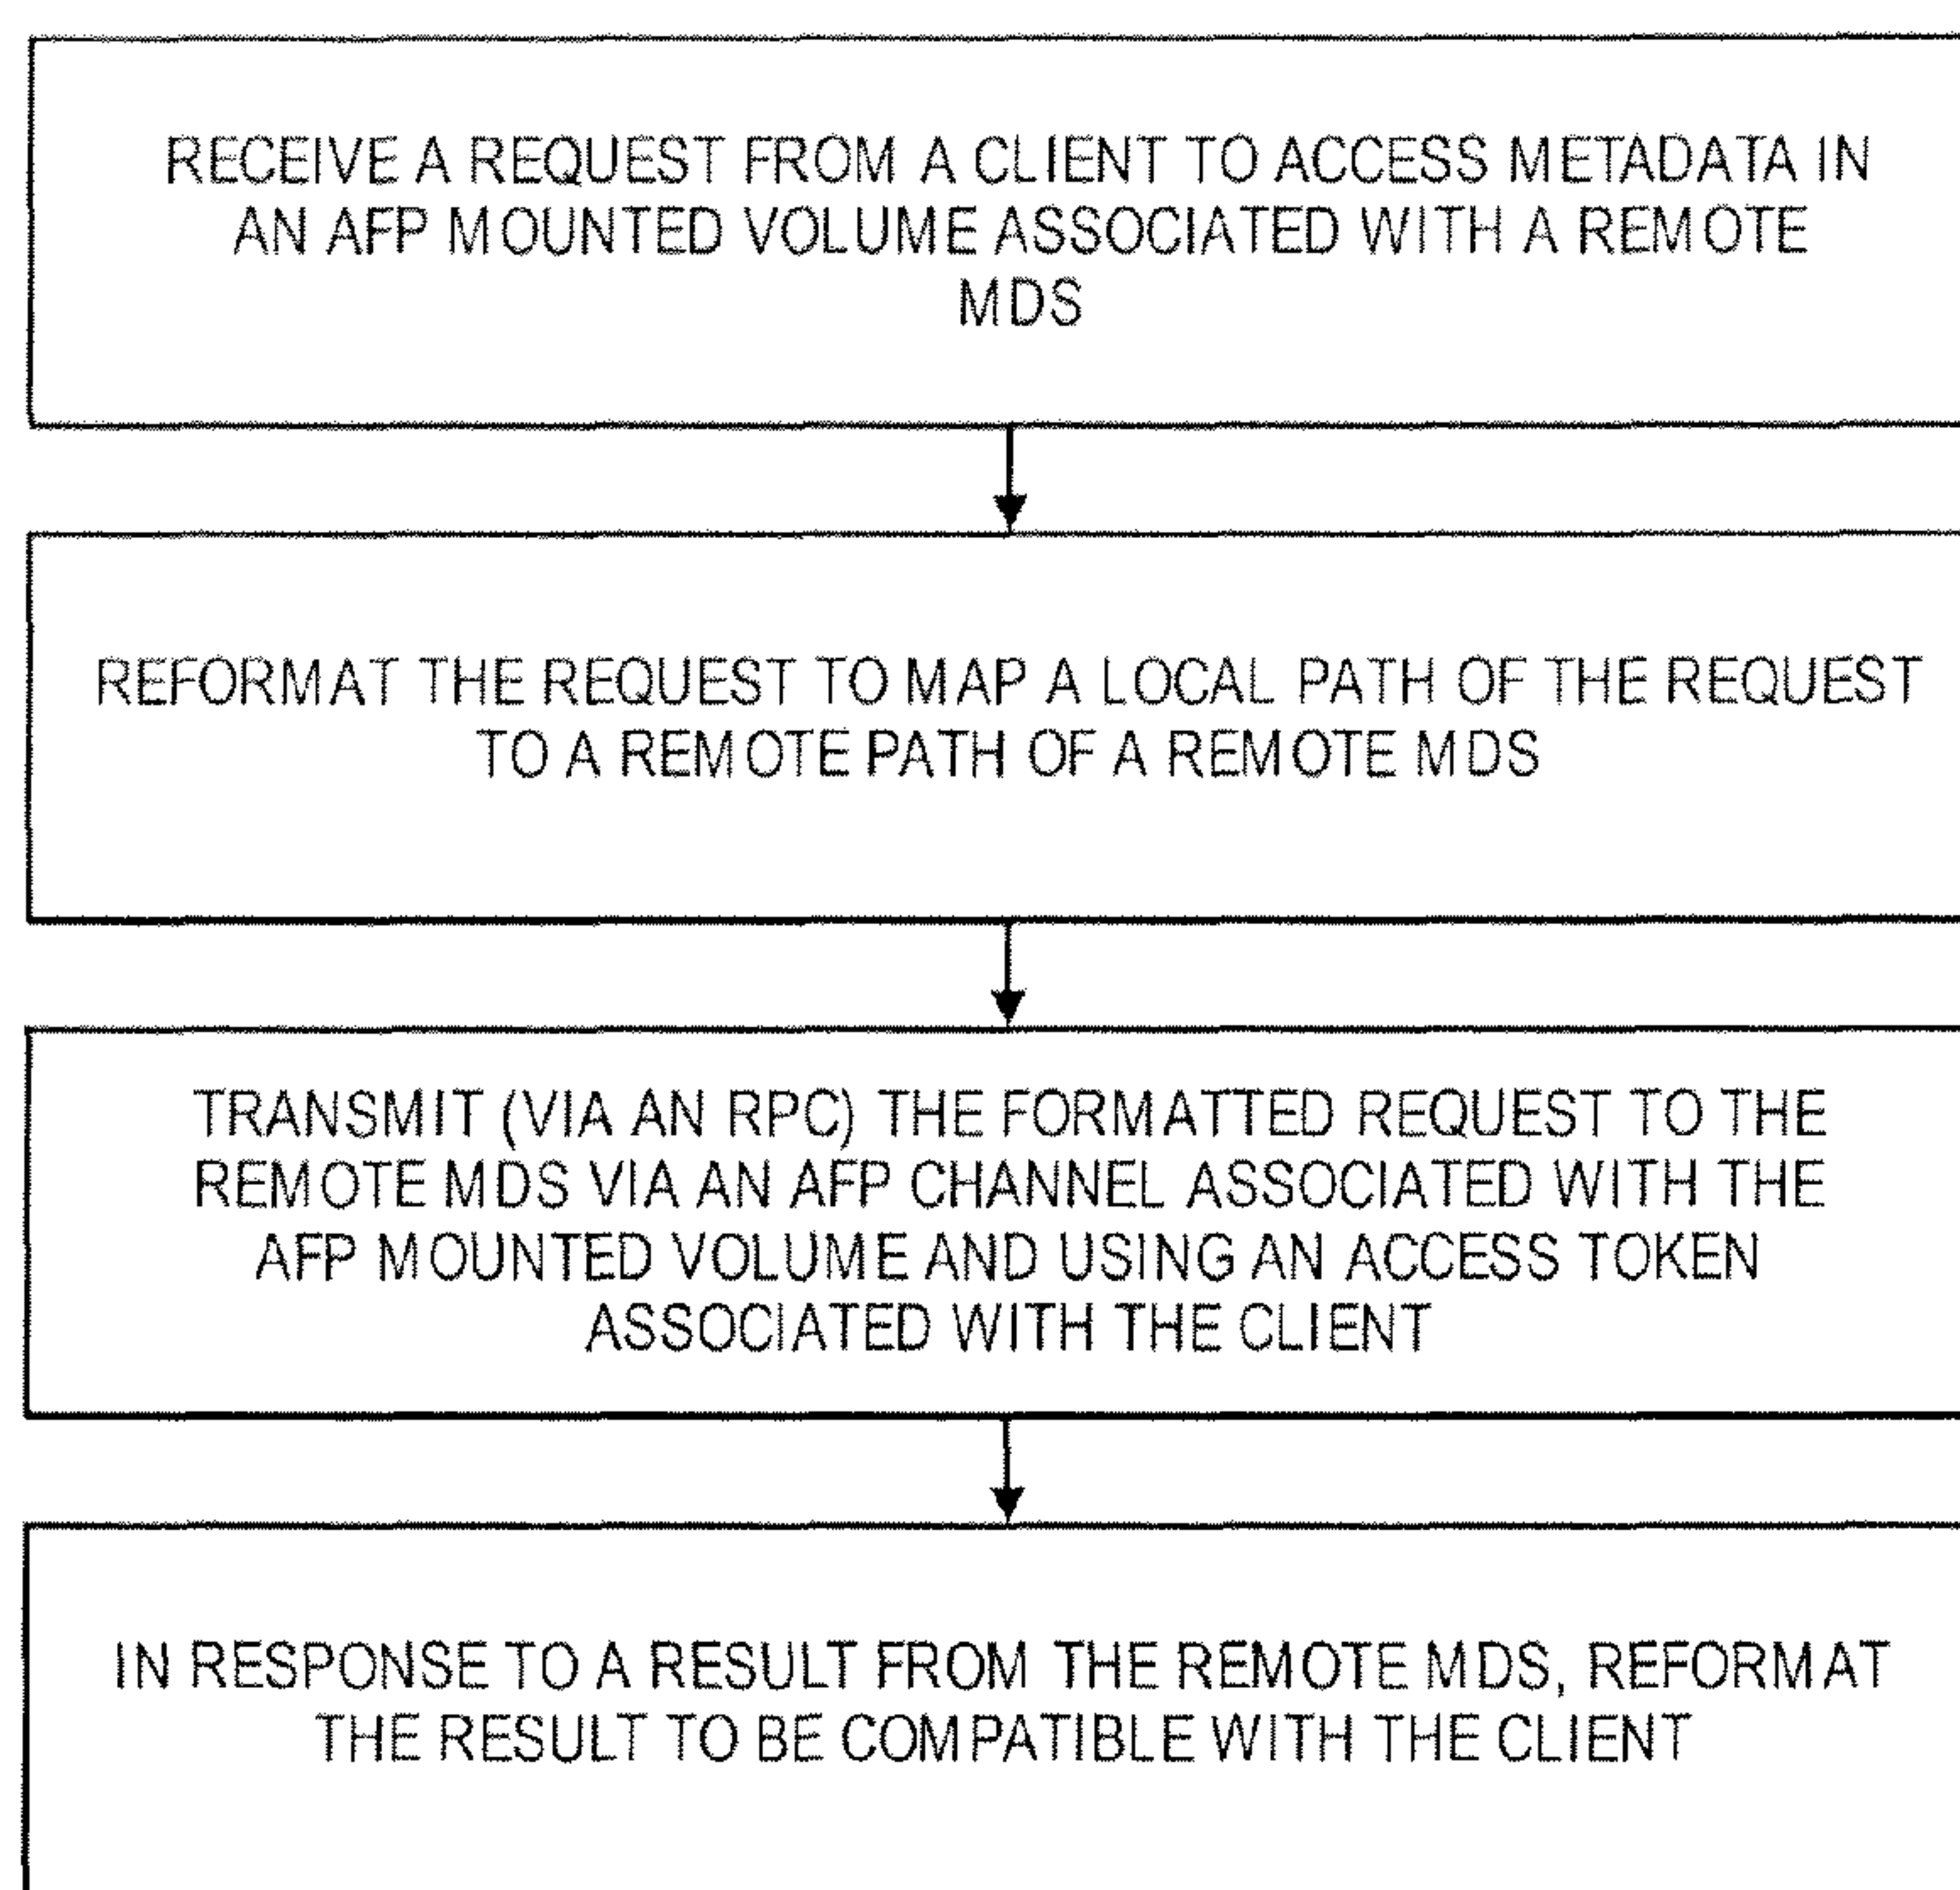 RECEIVE A REQUEST FROM A CLIENT TO ACCESS METADATA IN
AN AFP MOUNTED VOLUME ASSOCIATED WITH A REMOTE
MDS
REFORMAT THE REQUEST TO MAP A LOCAL PATH OF THE REQUEST
TO A REMOTE PATH OF A REMOTE MDS
TRANSMIT (VIA AN RPC) THE FORMATTED REQUEST TO THE
REMOTE MDS VIA AN AFP CHANNEL ASSOCIATED WITH THE
AFP MOUNTED VOLUME AND USING AN ACCESS TOKEN
ASSOCIATED WITH THE CLIENT
IN RESPONSE TO A RESULT FROM THE REMOTE MDS, REFORMAT
THE RESULT TO BE COMPATIBLE WITH THE CLIENT